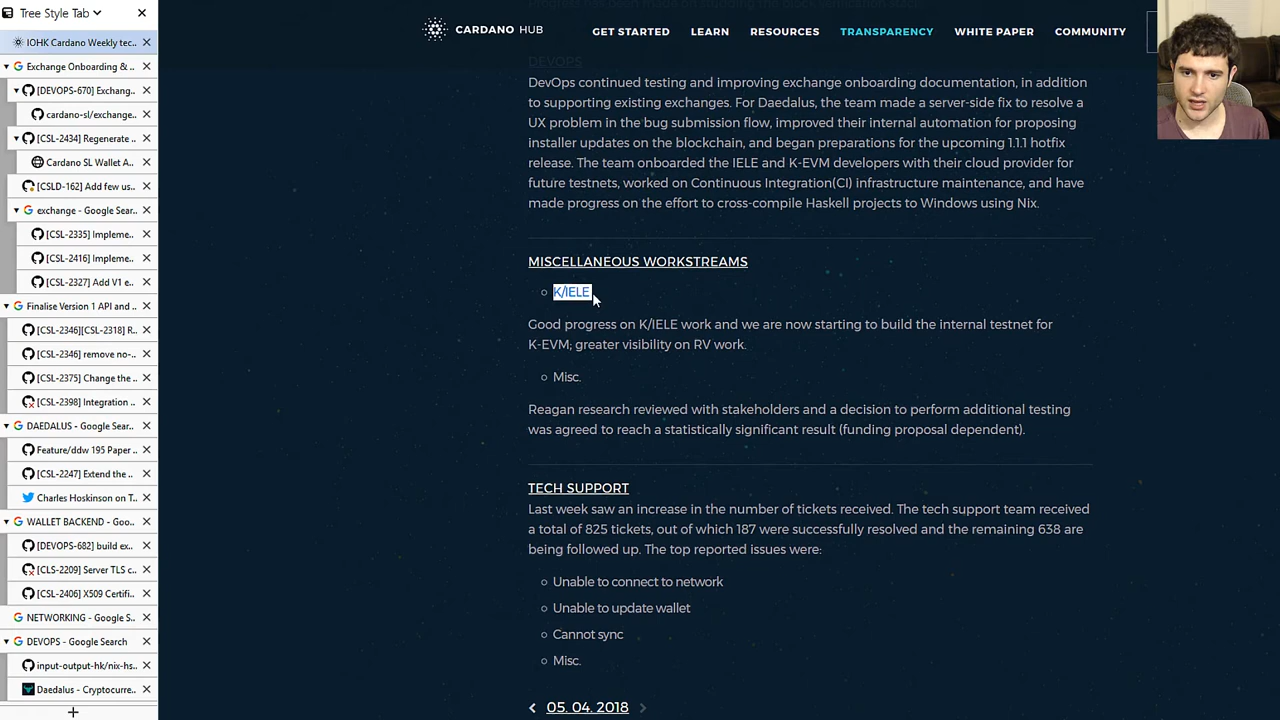 Tree Style Tab
IOHK Cardano Weekly tec...
Exchange Onboarding & ...
[DEVOPS-670] Exchang...
cardano-sl/exchange...
[CSL-2434] Regenerate ...
Cardano SL Wallet A...
[CSLD-162] Add few us...
exchange - Google Sear...
[CSL-2335] Impleme...
[CSL-2416] Impleme...
[CSL-2327] Add V1 e...
Finalise Version 1 API and ...
[CSL-2346][CSL-2318] R...
[CSL-2346] remove no-...
[CSL-2375] Change the ...
[CSL-2398] Integration ...
DAEDALUS - Google Sear...
Feature/ddw 195 Paper ...
[CSL-2247] Extend the ...
Charles Hoskinson on T...
WALLET BACKEND - Goo...
[DEVOPS-682] build ex...
[CLS-2209] Server TLS c...
[CSL-2406] X509 Certifi...
NETWORKING - Google S...
DEVOPS - Google Search
input-output-hk/nix-hs...
Daedalus - Cryptocurre...
CARDANO HUB
GET STARTED LEARN RESOURCES TRANSPARENCY WHITE PAPER COMMUNITY
DEVOPS
DevOps continued testing and improving exchange onboarding documentation, in addition
to supporting existing exchanges. For Daedalus, the team made a server-side fix to resolve a
UX problem in the bug submission flow, improved their internal automation for proposing
installer updates on the blockchain, and began preparations for the upcoming 1.1.1 hotfix
release. The team onboarded the IELE and K-EVM developers with their cloud provider for
future testnets, worked on Continuous Integration(CI) infrastructure maintenance, and have
made progress on the effort to cross-compile Haskell projects to Windows using Nix.
MISCELLANEOUS WORKSTREAMS
K/IELE
Good progress on K/IELE work and we are now starting to build the internal testnet for
K-EVM; greater visibility on RV work.
Misc.
Reagan research reviewed with stakeholders and a decision to perform additional testing
was agreed to reach a statistically significant result (funding proposal dependent).
TECH SUPPORT
Last week saw an increase in the number of tickets received. The tech support team received
a total of 825 tickets, out of which 187 were successfully resolved and the remaining 638 are
being followed up. The top reported issues were:
Unable to connect to network
Unable to update wallet
Cannot sync
Misc.
05. 04. 2018